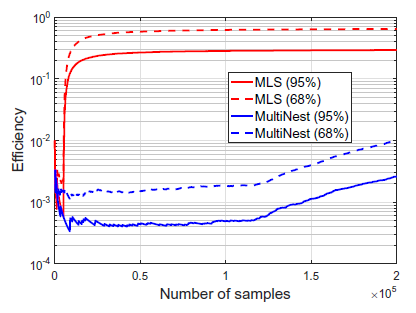 10^0
10^-1
10^-2
10^-3
10^-4
Efficiency
MLS (95%)
MLS (68%)
MultiNest (95%)
MultiNest (68%)
0 0.5 1 1.5 2
Number of samples
×10^5